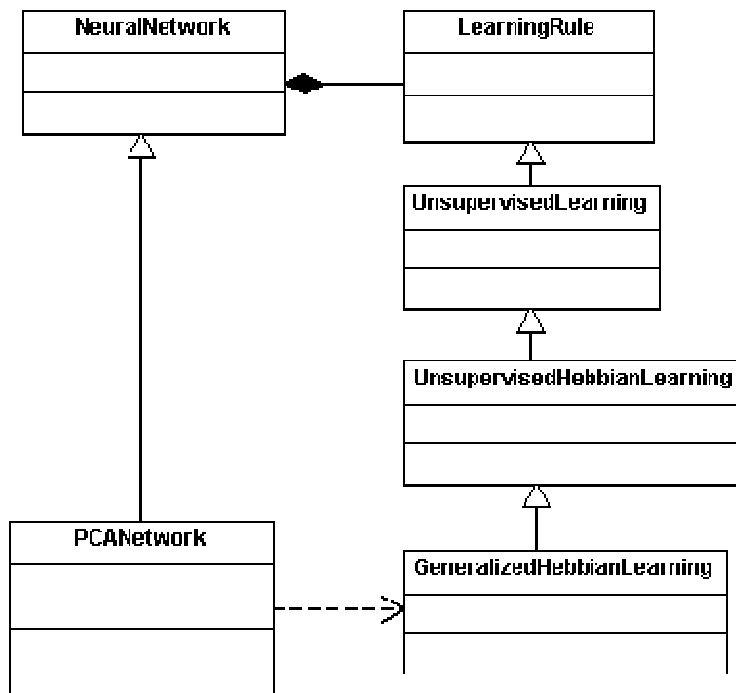 NeuralNetwork
LearningRule
UnsupervisedLearning
UnsupervisedHebbianLearning
PCANetwork
GeneralizedHebbianLearning